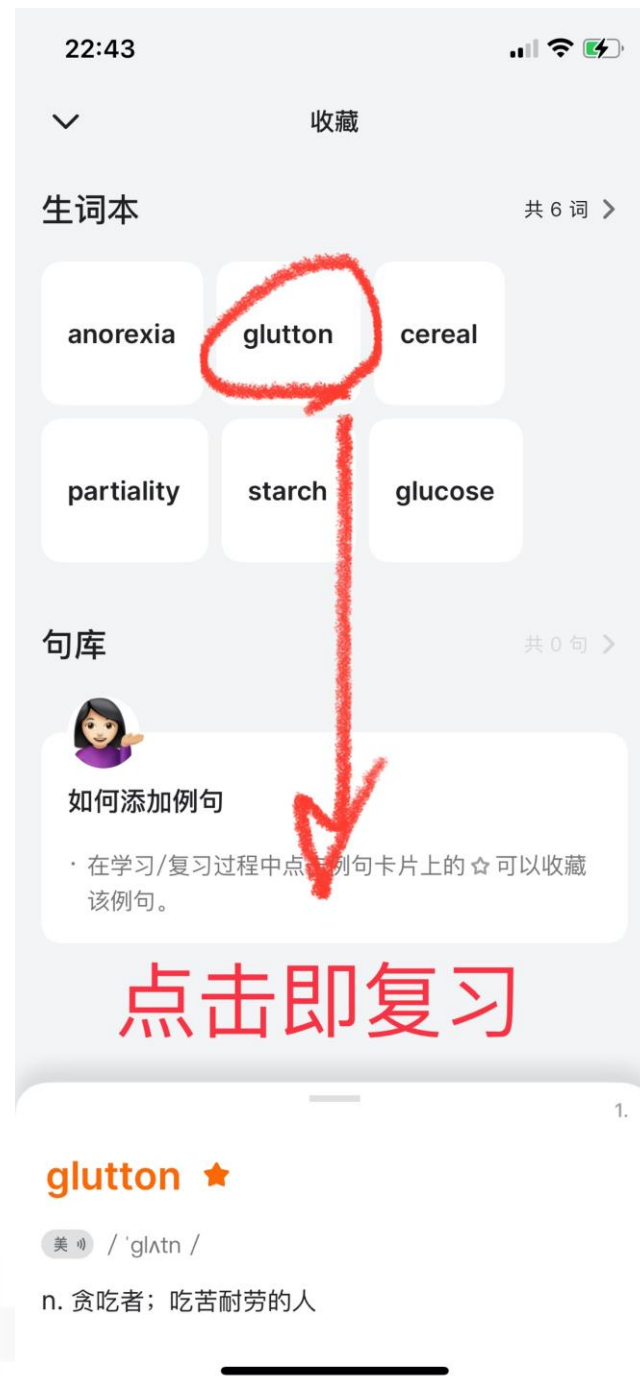 22:43
收藏
生词本 共 6 词
anorexia glutton cereal
partiality starch glucose
句库 共 0 句
如何添加例句
· 在学习/复习过程中点击例句卡片上的☆可以收藏
该例句。
点击即复习
1.
glutton ★
美 / ˈɡlʌtn /
n. 贪吃者；吃苦耐劳的人